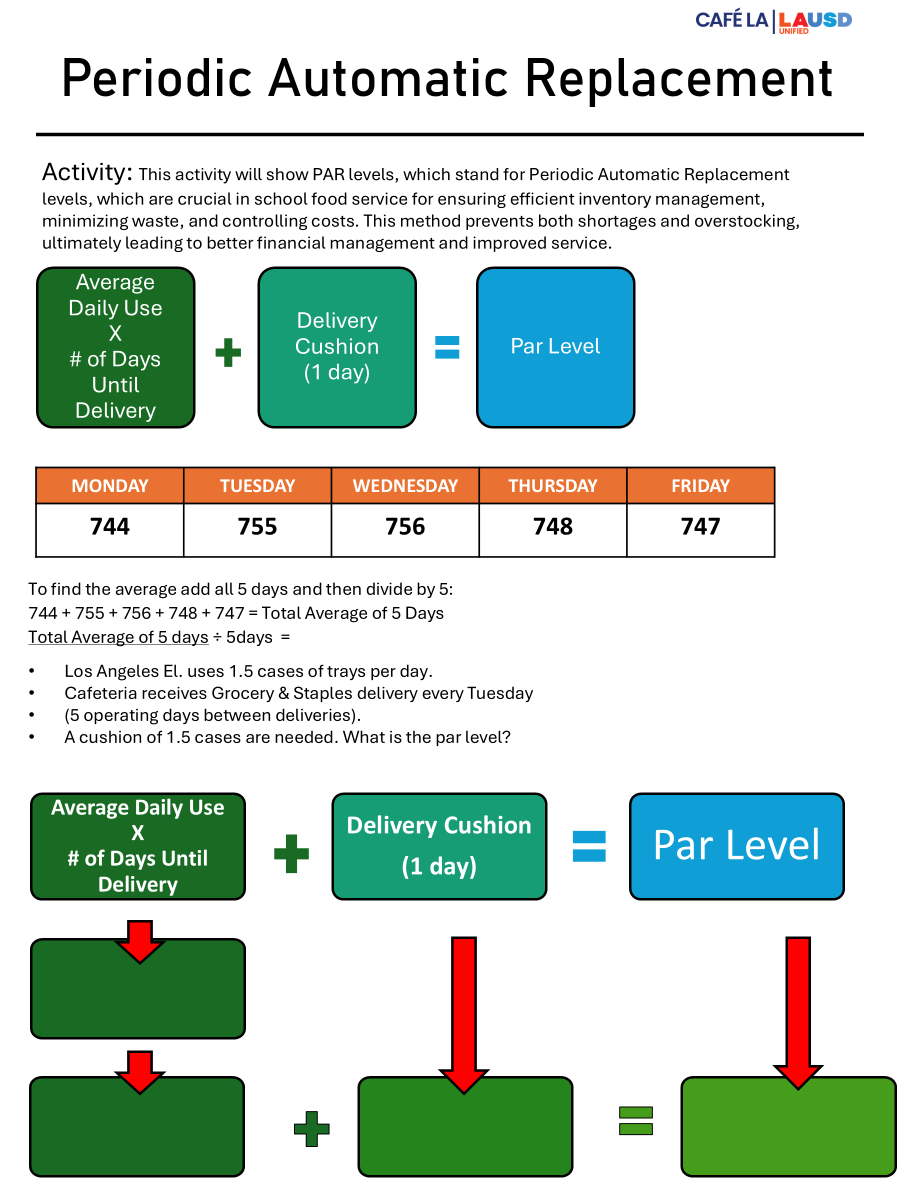 CAFÉ LA | LAUSD
UNIFIED
Periodic Automatic Replacement
Activity: This activity will show PAR levels, which stand for Periodic Automatic Replacement
levels, which are crucial in school food service for ensuring efficient inventory management,
minimizing waste, and controlling costs. This method prevents both shortages and overstocking,
ultimately leading to better financial management and improved service.
Average
Daily Use
X
# of Days
Until
Delivery
+
Delivery
Cushion
(1 day)
=
Par Level
MONDAY TUESDAY WEDNESDAY THURSDAY FRIDAY
744 755 756 748 747
To find the average add all 5 days and then divide by 5:
744 + 755 + 756 + 748 + 747 = Total Average of 5 Days
Total Average of 5 days ÷ 5days =
• Los Angeles El. uses 1.5 cases of trays per day.
• Cafeteria receives Grocery & Staples delivery every Tuesday
• (5 operating days between deliveries).
• A cushion of 1.5 cases are needed. What is the par level?
Average Daily Use
X
# of Days Until
Delivery
+
Delivery Cushion
(1 day)
=
Par Level
+
=